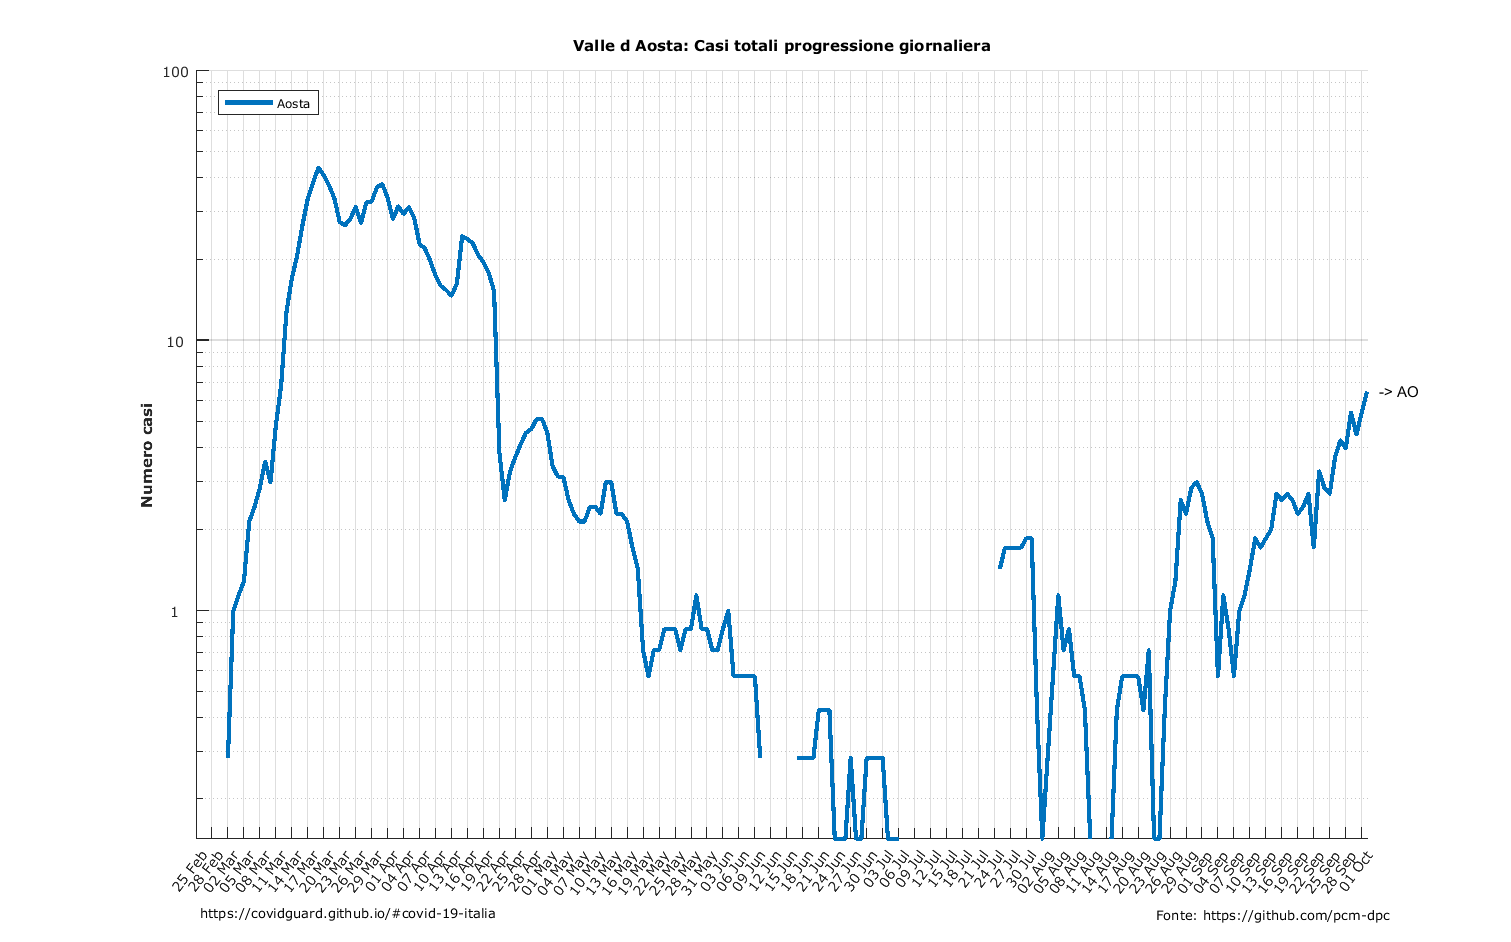 Valle d Aosta: Casi totali progressione giornaliera
100
Aosta
10
-> AO
Numero casi
1
25 Feb
28 Feb
02 Mar
05 Mar
08 Mar
11 Mar
14 Mar
17 Mar
20 Mar
23 Mar
26 Mar
29 Mar
01 Apr
04 Apr
07 Apr
10 Apr
13 Apr
16 Apr
19 Apr
22 Apr
25 Apr
28 Apr
01 May
04 May
07 May
10 May
13 May
16 May
19 May
22 May
25 May
28 May
31 May
03 Jun
06 Jun
09 Jun
12 Jun
15 Jun
18 Jun
21 Jun
24 Jun
27 Jun
30 Jun
03 Jul
06 Jul
09 Jul
12 Jul
15 Jul
18 Jul
21 Jul
24 Jul
27 Jul
30 Jul
02 Aug
05 Aug
08 Aug
11 Aug
14 Aug
17 Aug
20 Aug
23 Aug
26 Aug
29 Aug
01 Sep
04 Sep
07 Sep
10 Sep
13 Sep
16 Sep
19 Sep
22 Sep
25 Sep
28 Sep
01 Oct
https://covidguard.github.io/#covid-19-italia
Fonte: https://github.com/pcm-dpc